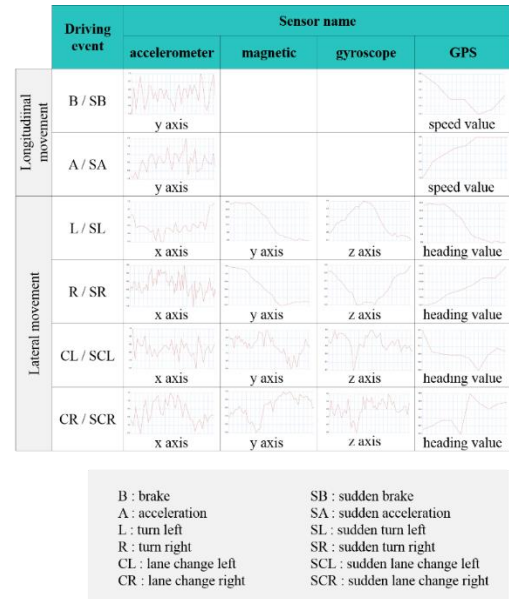 Driving event
Sensor name
accelerometer
magnetic
gyroscope
GPS
Longitudiinal movement
B / SB
y axis
speed value
A / SA
y axis
speed value
Lateral movement
L / SL
x axis
y axis
z axis
heading value
R / SR
x axis
y axis
z axis
heading value
CL / SCL
x axis
y axis
z axis
heading value
CR / SCR
x axis
y axis
z axis
heading value
B : brake
A : acceleration
L : turn left
R : turn right
CL : lane change left
CR : lane change right
SB : sudden brake
SA : sudden acceleration
SL : sudden turn left
SR : sudden turn right
SCL : sudden lane change left
SCR : sudden lane change right